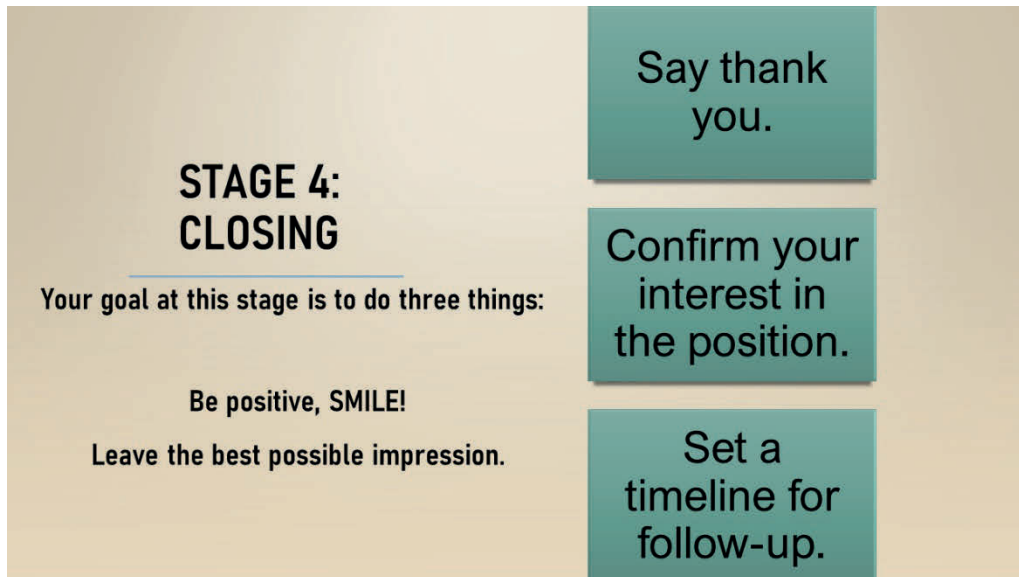 STAGE 4:
CLOSING
Your goal at this stage is to do three things:
Be positive, SMILE!
Leave the best possible impression.
Say thank
you.
Confirm your
interest in
the position.
Set a
timeline for
follow-up.